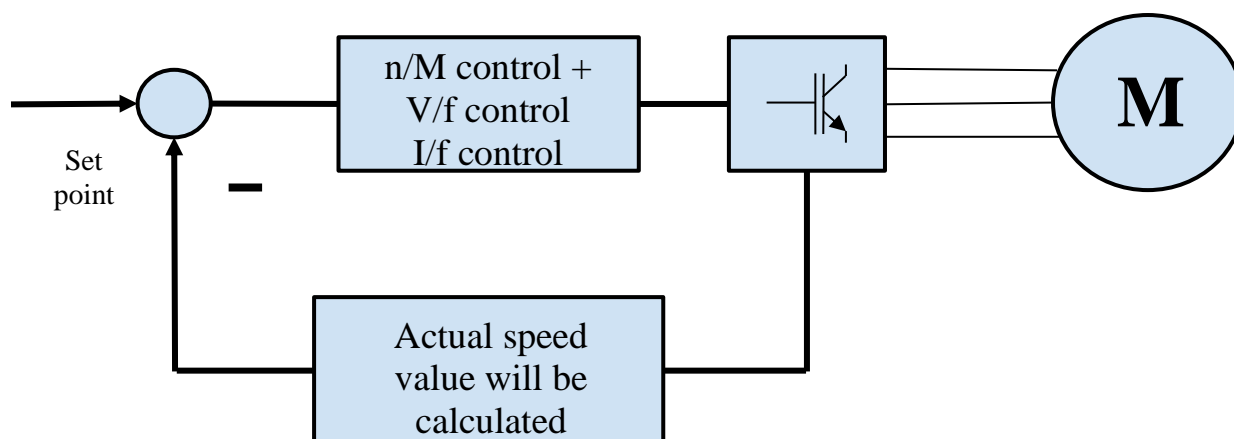 n/M control +
V/f control
I/f control
M
Set
point
Actual speed
value will be
calculated